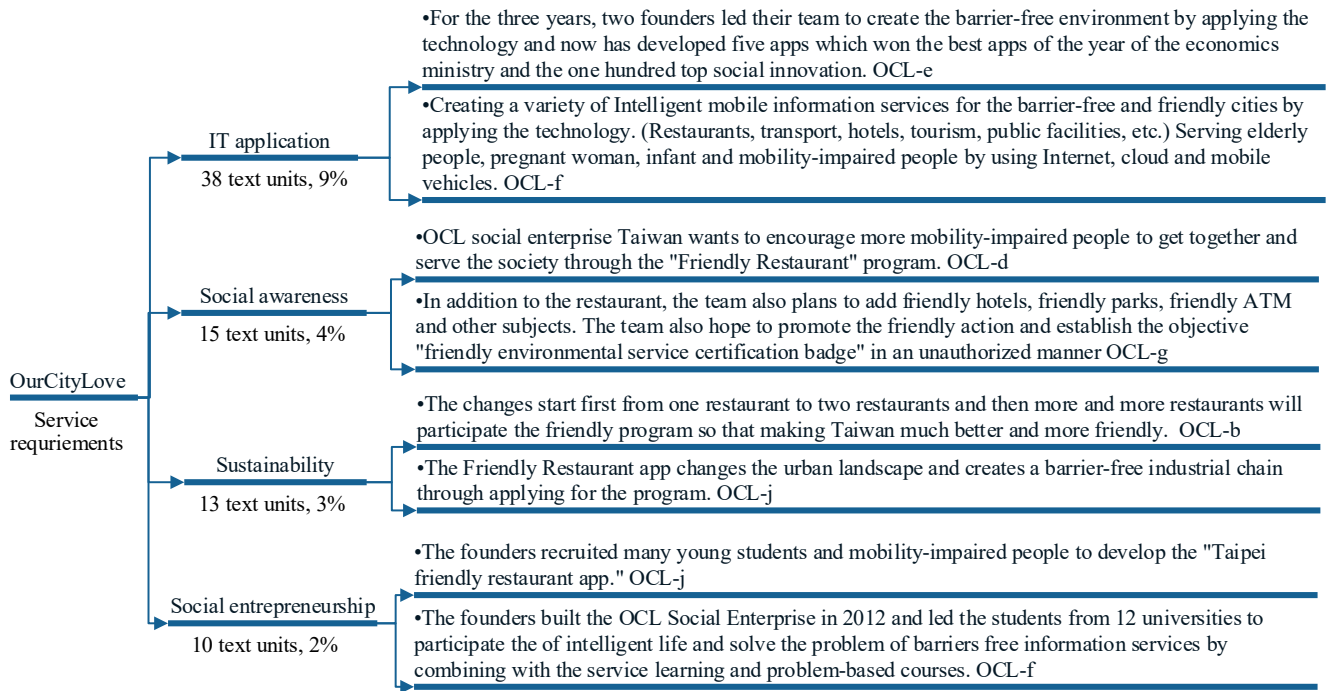 •For the three years, two founders led their team to create the barrier-free environment by applying the
technology and now has developed five apps which won the best apps of the year of the economics
ministry and the one hundred top social innovation. OCL-e
•Creating a variety of Intelligent mobile information services for the barrier-free and friendly cities by
applying the technology. (Restaurants, transport, hotels, tourism, public facilities, etc.) Serving elderly
people, pregnant woman, infant and mobility-impaired people by using Internet, cloud and mobile
vehicles. OCL-f
IT application
38 text units, 9%
•OCL social enterprise Taiwan wants to encourage more mobility-impaired people to get together and
serve the society through the "Friendly Restaurant" program. OCL-d
Social awareness
15 text units, 4%
•In addition to the restaurant, the team also plans to add friendly hotels, friendly parks, friendly ATM
and other subjects. The team also hope to promote the friendly action and establish the objective
"friendly environmental service certification badge" in an unauthorized manner OCL-g
OurCityLove
Service
requriements
•The changes start first from one restaurant to two restaurants and then more and more restaurants will
participate the friendly program so that making Taiwan much better and more friendly. OCL-b
Sustainability
13 text units, 3%
•The Friendly Restaurant app changes the urban landscape and creates a barrier-free industrial chain
through applying for the program. OCL-j
•The founders recruited many young students and mobility-impaired people to develop the "Taipei
friendly restaurant app." OCL-j
Social entrepreneurship
10 text units, 2%
•The founders built the OCL Social Enterprise in 2012 and led the students from 12 universities to
participate the of intelligent life and solve the problem of barriers free information services by
combining with the service learning and problem-based courses. OCL-f